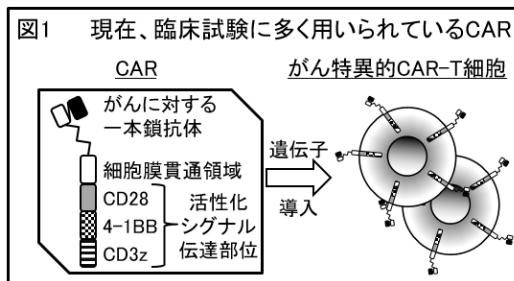 図1 現在、臨床試験に多く用いられているCAR
CAR
がんに対する
一本鎖抗体
細胞膜貫通領域
CD28
4-1BB
CD3z
活性化
シグナル
伝達部位
遺伝子
導入
がん特異的CAR-T細胞